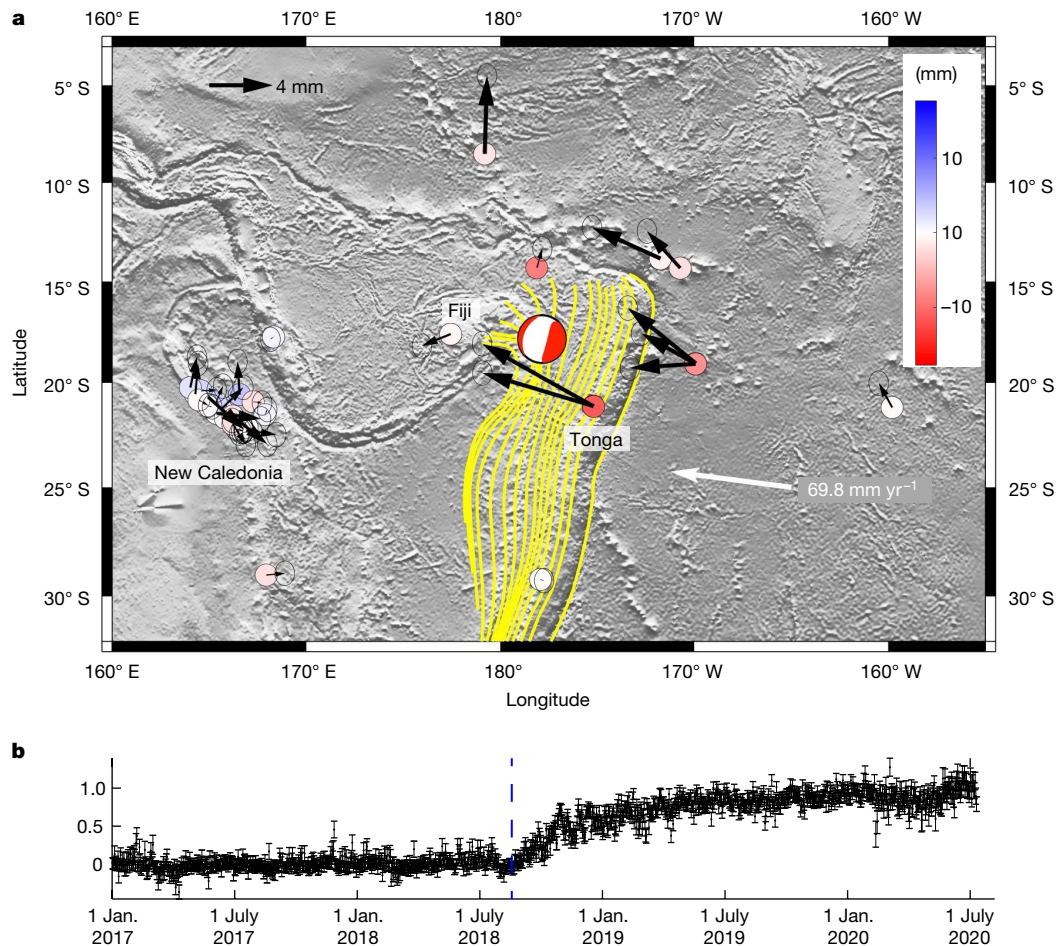 a
160° E 170° E 180° 170° W 160° W
4 mm
(mm)
5° S 5° S
10
10° S 10° S
10
15° S 15° S
–10
Fiji
Latitude
20° S 20° S
Tonga
New Caledonia
69.8 mm yr⁻¹
25° S 25° S
30° S 30° S
160° E 170° E 180° 170° W 160° W
Longitude
b
1.0
0.5
0
1 Jan. 1 July 1 Jan. 1 July 1 Jan. 1 July 1 Jan. 1 July
2017 2017 2018 2018 2019 2019 2020 2020